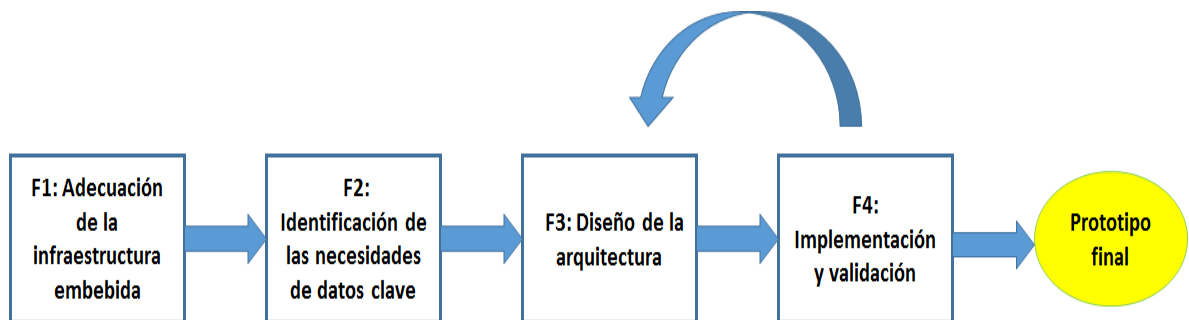 F1: Adecuación
de la
infraestructura
embebida
F2:
Identificación de
las necesidades
de datos clave
F3: Diseño de la
arquitectura
F4:
Implementación
y validación
Prototipo
final